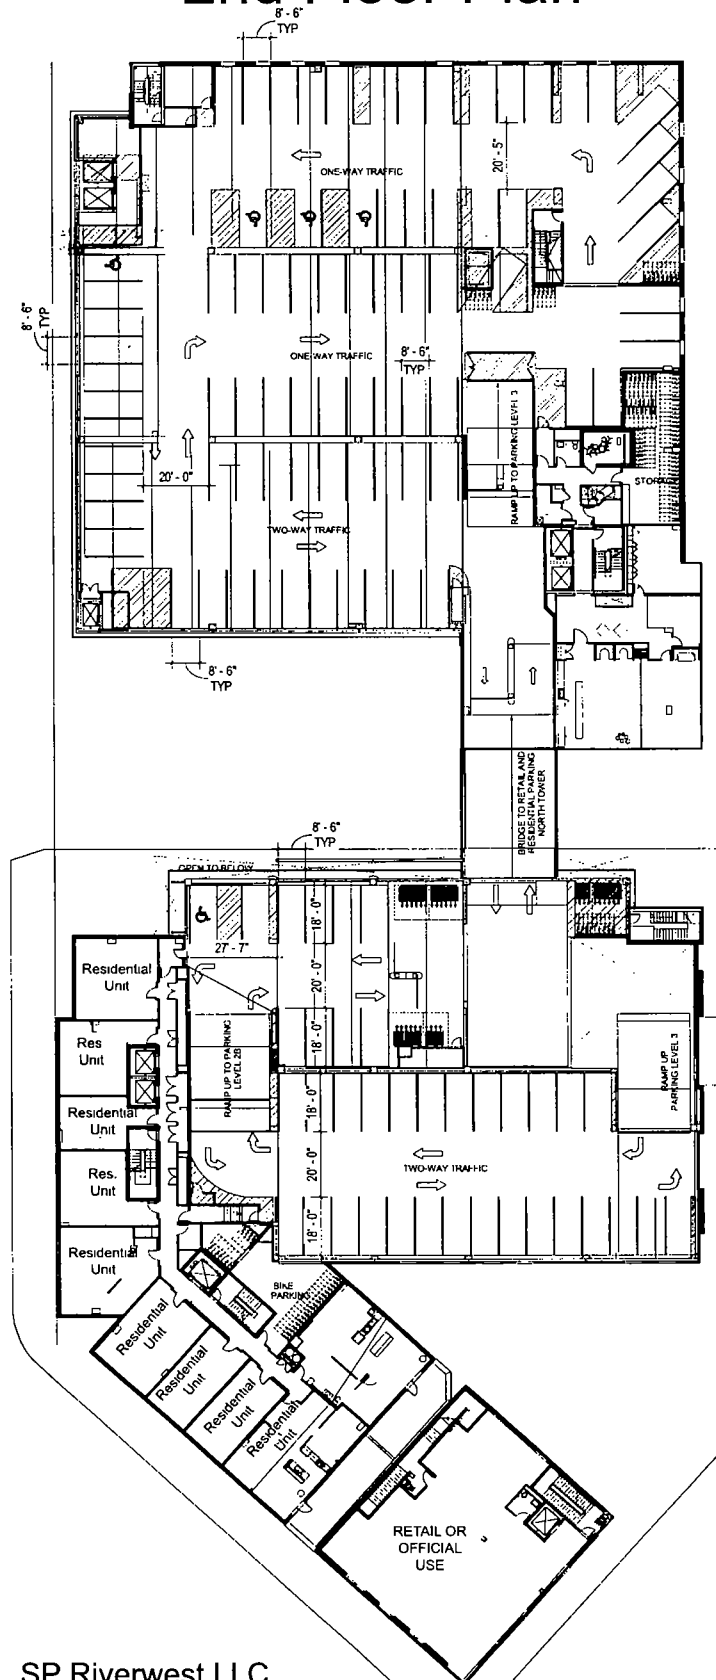 2nd Floor Plan
8' - 6"
TYP
ONE-WAY TRAFFIC
20' - 5"
8' - 6"
TYP
ONE-WAY TRAFFIC
8' - 6"
TYP
RAMP UP TO PARKING LEVEL 3
20' - 0"
STORAGE
TWO-WAY TRAFFIC
8' - 6"
TYP
BRIDGE TO RETAIL AND
RESIDENTIAL PARKING
NORTH TOWER
8' - 6"
TYP
OPEN TO BELOW
18' - 0"
27' - 7"
20' - 0"
18' - 0"
Residential
Unit
Res
Unit
Residential
Unit
Res.
Unit
Residential
Unit
RAMP UP TO PARKING
LEVEL 2B
RAMP UP
PARKING LEVEL 3
18' - 0"
20' - 0"
TWO-WAY TRAFFIC
18' - 0"
BIKE
PARKING
Residential
Unit
Residential
Unit
Residential
Unit
Residential
Unit
RETAIL OR
OFFICIAL
USE
SP Riverwest LLC